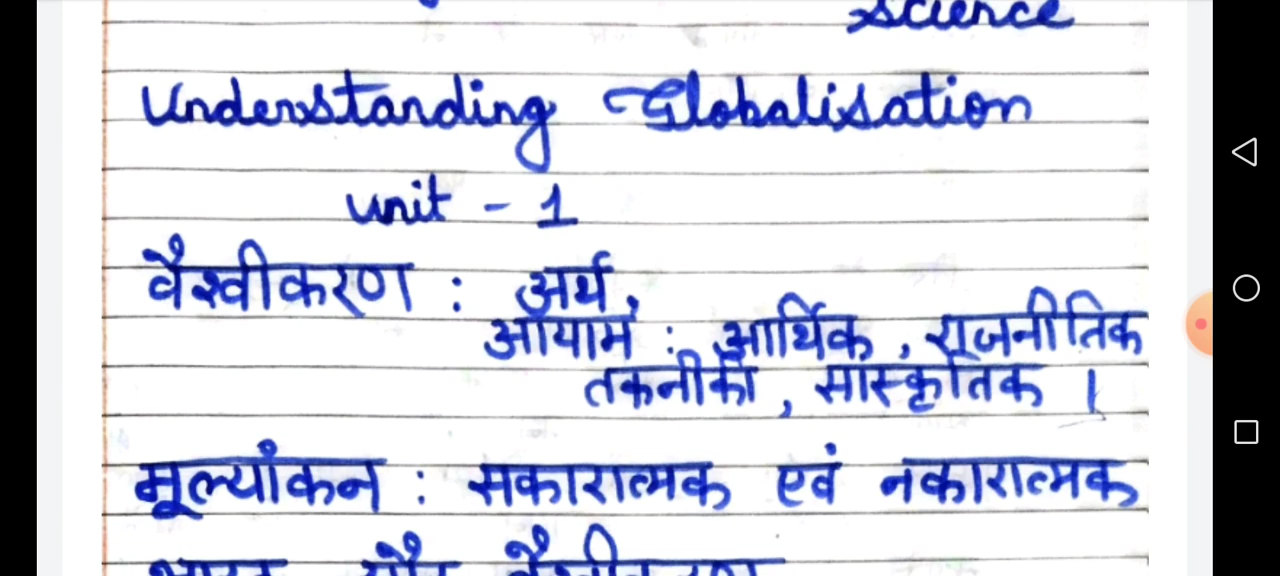 Science
Understanding Globalisation
unit - 1
वैश्वीकरण : अर्थ,
आयाम : आर्थिक, राजनीतिक
तकनीकी, सांस्कृतिक ।
मूल्यांकन : सकारात्मक एवं नकारात्मक